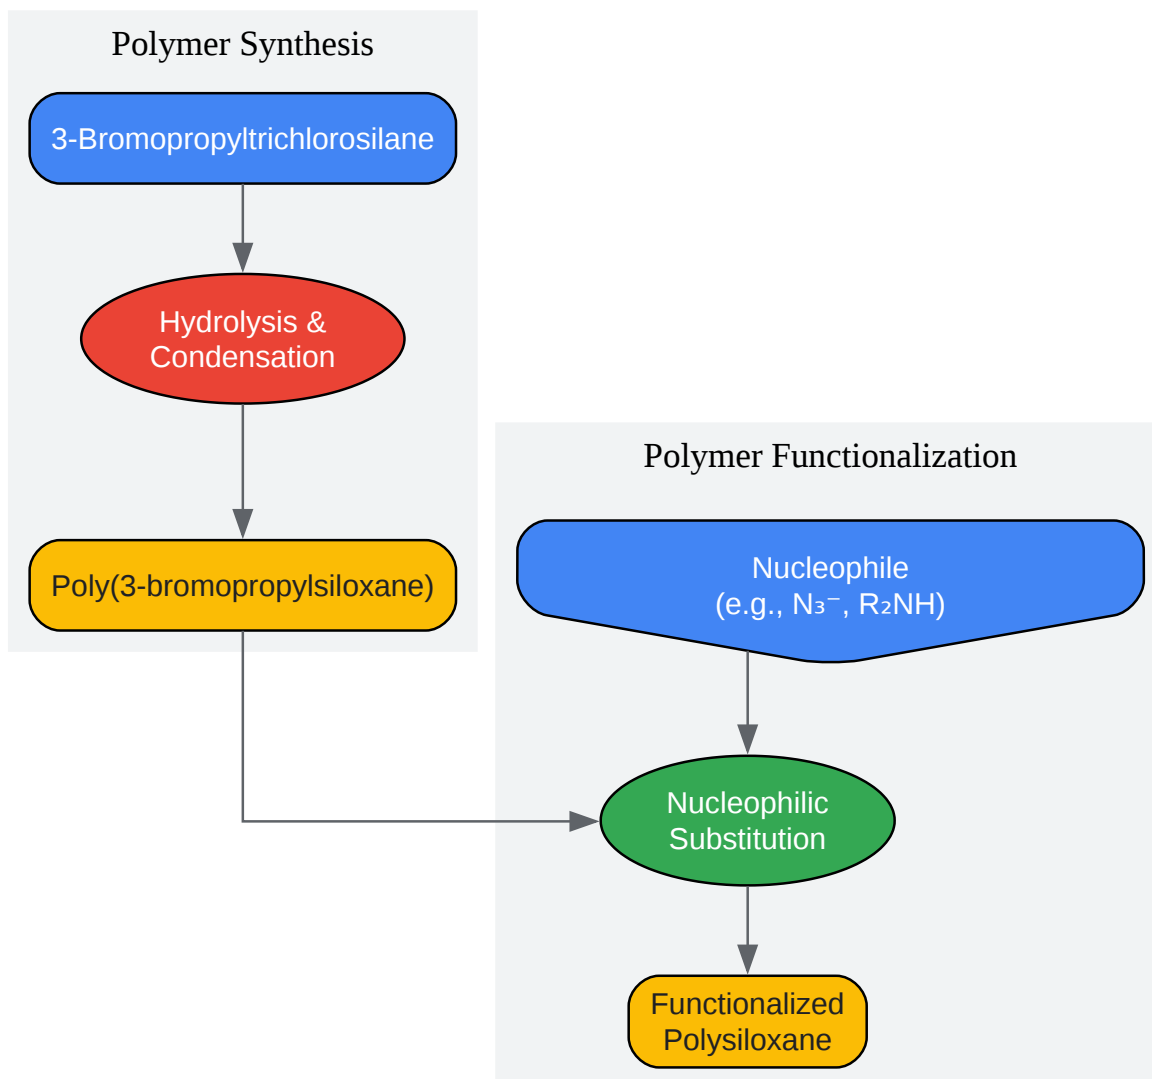 Polymer Synthesis
3-Bromopropyltrichlorosilane
Hydrolysis &
Condensation
Poly(3-bromopropylsiloxane)
Polymer Functionalization
Nucleophile
(e.g., N₃⁻, R₂NH)
Nucleophilic
Substitution
Functionalized
Polysiloxane